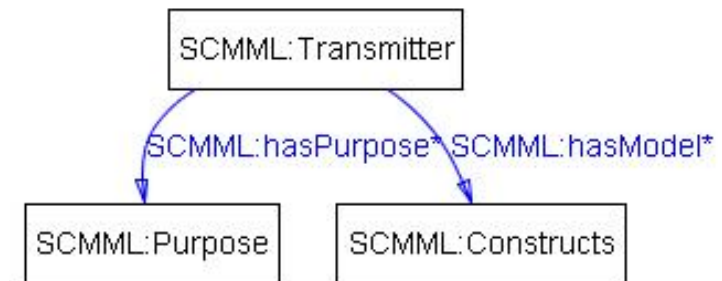 SCMML:Transmitter
SCMML:hasPurpose* SCMML:hasModel*
SCMML:Purpose SCMML:Constructs